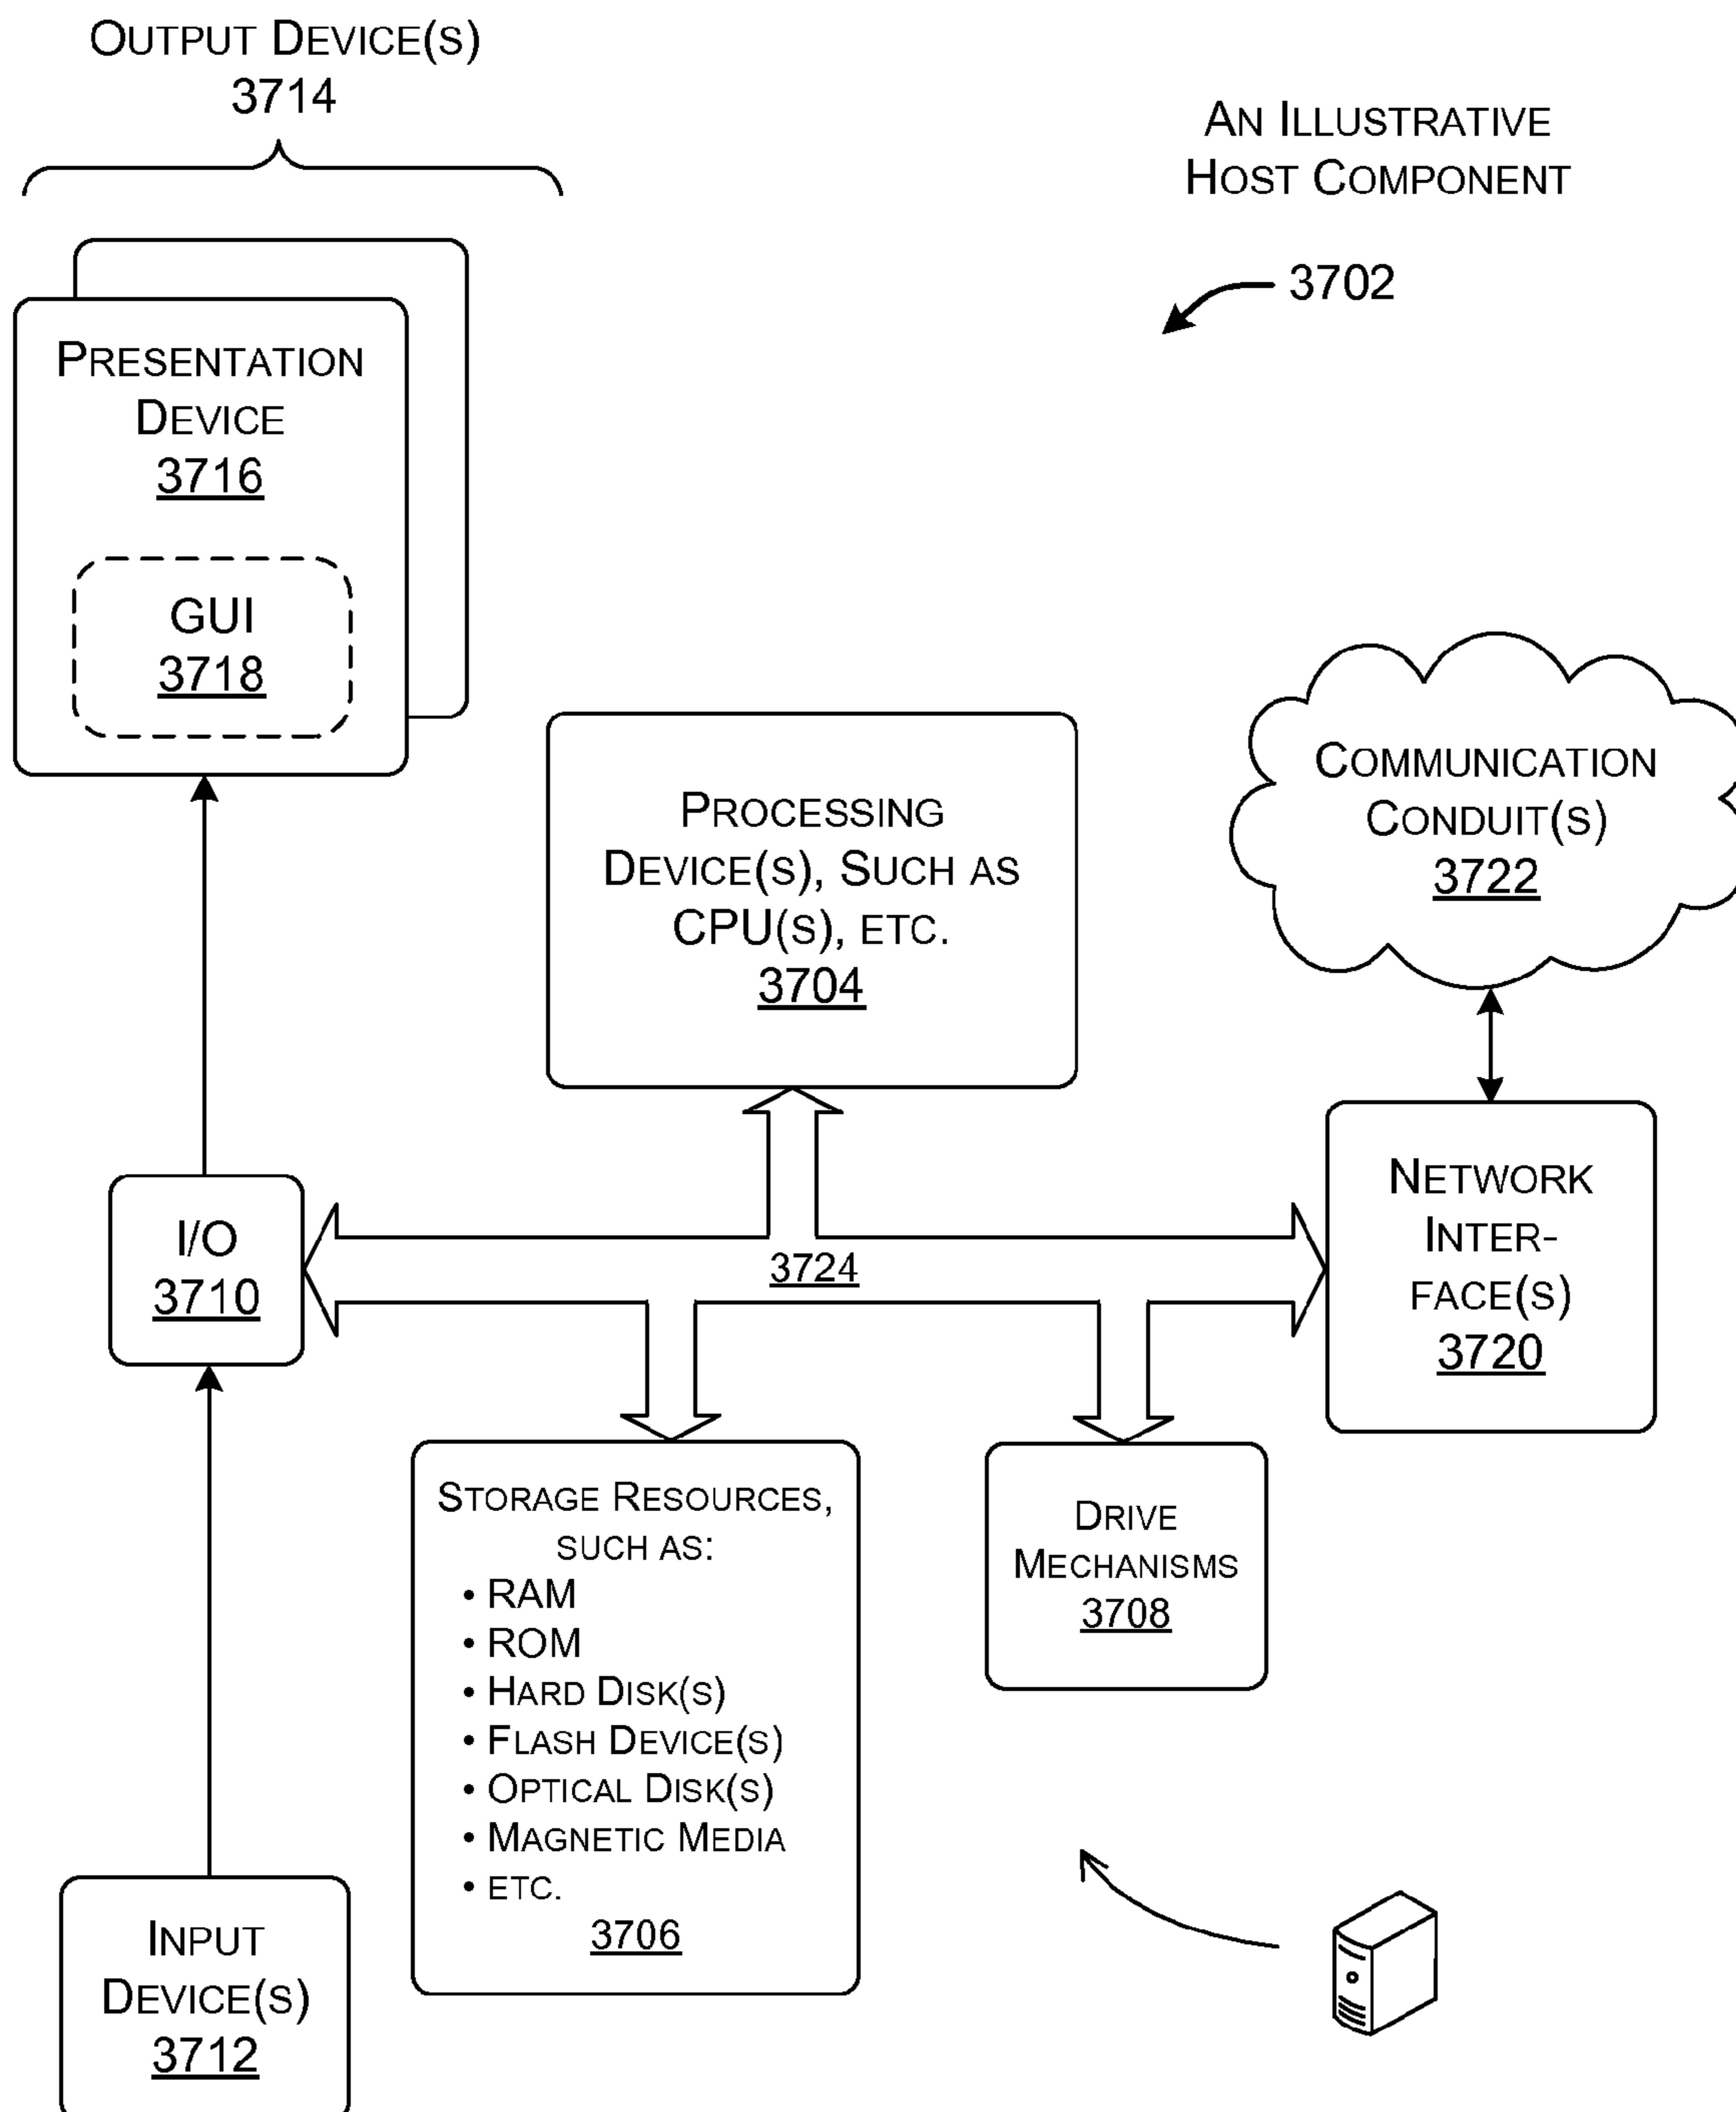 OUTPUT DEVICE(S)
3714
AN ILLUSTRATIVE
HOST COMPONENT
3702
PRESENTATION
DEVICE
3716
GUI
3718
PROCESSING
DEVICE(S), SUCH AS
CPU(S), ETC.
3704
COMMUNICATION
CONDUIT(S)
3722
I/O
3710
3724
NETWORK
INTER-
FACE(S)
3720
STORAGE RESOURCES,
SUCH AS:
• RAM
• ROM
• HARD DISK(S)
• FLASH DEVICE(S)
• OPTICAL DISK(S)
• MAGNETIC MEDIA
• ETC.
3706
DRIVE
MECHANISMS
3708
INPUT
DEVICE(S)
3712